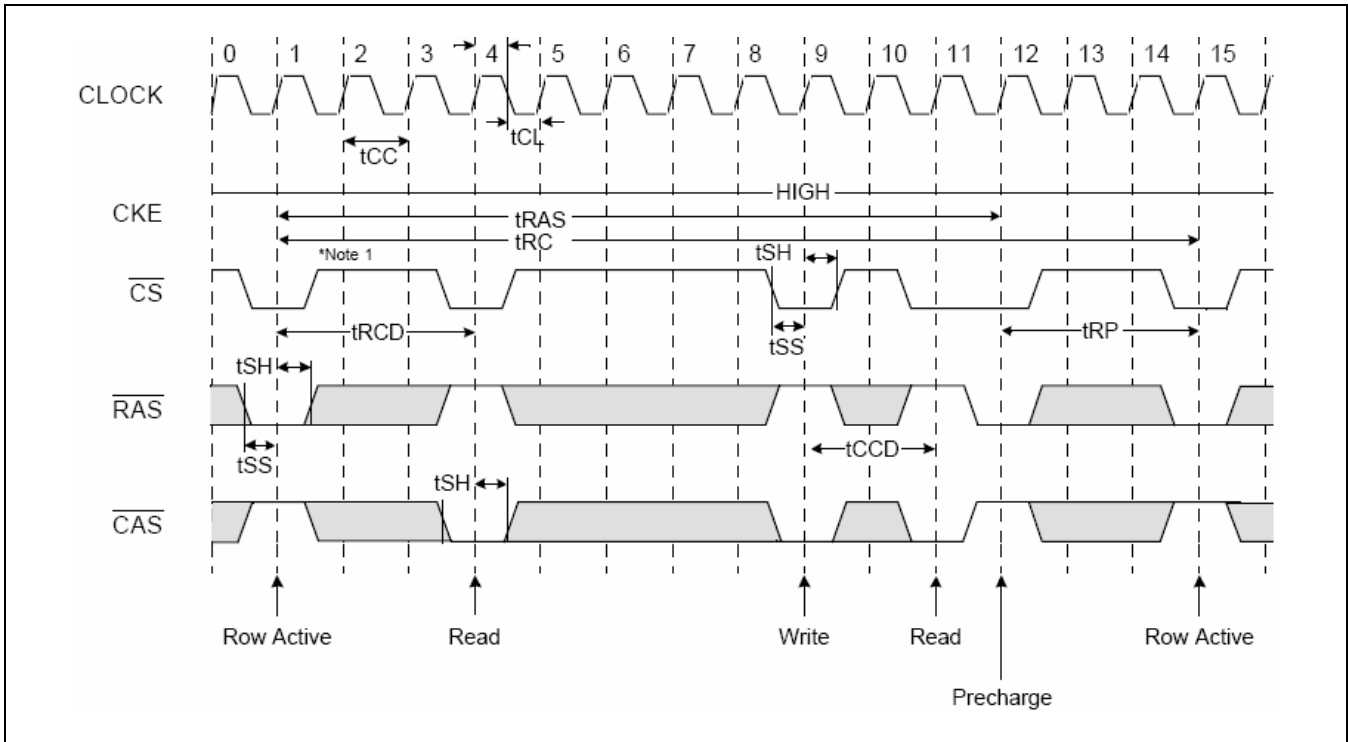 0 1 2 3 4 5 6 7 8 9 10 11 12 13 14 15
CLOCK
tCL
tCC
HIGH
CKE
tRAS
tRC
*Note 1
tSH
CS
tRCD
tRP
tSS
tSH
RAS
tCCD
tSS
tSH
CAS
Row Active Read Write Read Row Active
Precharge